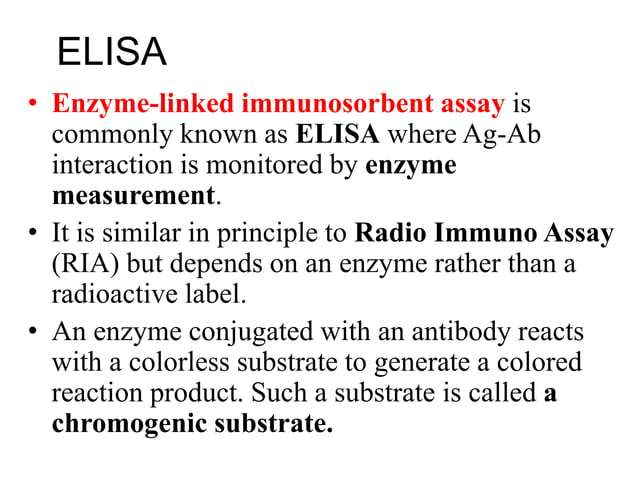 ELISA
• Enzyme-linked immunosorbent assay is
commonly known as ELISA where Ag-Ab
interaction is monitored by enzyme
measurement.
• It is similar in principle to Radio Immuno Assay
(RIA) but depends on an enzyme rather than a
radioactive label.
• An enzyme conjugated with an antibody reacts
with a colorless substrate to generate a colored
reaction product. Such a substrate is called a
chromogenic substrate.